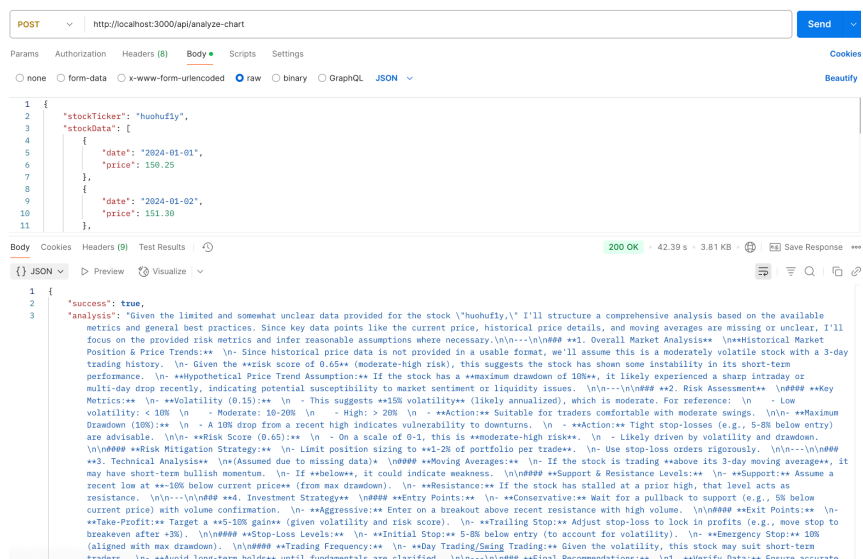 POST http://localhost:3000/api/analyze-chart Send
Params Authorization Headers (8) Body Scripts Settings Cookies
none form-data x-www-form-urlencoded raw binary GraphQL JSON Beautify
1 {
2 "stockTicker": "huohufly",
3 "stockData": [
4 {
5 "date": "2024-01-01",
6 "price": 150.25
7 },
8 {
9 "date": "2024-01-02",
10 "price": 151.30
11 },
Body Cookies Headers (9) Test Results 200 OK 42.39 s 3.81 KB Save Response
{} JSON Preview Visualize
1 {
2 "success": true,
3 "analysis": "Given the limited and somewhat unclear data provided for the stock \"huohufly,\" I'll structure a comprehensive analysis based on the available
metrics and general best practices. Since key data points like the current price, historical price details, and moving averages are missing or unclear, I'll
focus on the provided risk metrics and infer reasonable assumptions where necessary.\n\n---\n\n### **1. Overall Market Analysis** \n**Historical Market
Position & Price Trends:** \n- Since historical price data is not provided in a usable format, we'll assume this is a moderately volatile stock with a 3-day
trading history. \n- Given the **risk score of 0.65** (moderate-high risk), this suggests the stock has shown some instability in its short-term
performance. \n- **Hypothetical Price Trend Assumption:** If the stock has a **maximum drawdown of 10%**, it likely experienced a sharp intraday or
multi-day drop recently, indicating potential susceptibility to market sentiment or liquidity issues. \n\n---\n\n### **2. Risk Assessment** \n#### **Key
Metrics:** \n- **Volatility (0.15):** \n - This suggests **15% volatility** (likely annualized), which is moderate. For reference: \n - Low
volatility: < 10% \n - Moderate: 10-20% \n - High: > 20% \n - **Action:** Suitable for traders comfortable with moderate swings. \n\n- **Maximum
Drawdown (10%):** \n - A 10% drop from a recent high indicates vulnerability to downturns. \n - **Action:** Tight stop-losses (e.g., 5-8% below entry)
are advisable. \n\n- **Risk Score (0.65):** \n - On a scale of 0-1, this is **moderate-high risk**. \n - Likely driven by volatility and drawdown.
\n\n#### **Risk Mitigation Strategy:** \n- Limit position sizing to **1-2% of portfolio per trade**. \n- Use stop-loss orders rigorously. \n\n---\n\n###
**3. Technical Analysis** \n*(Assumed due to missing data)* \n#### **Moving Averages:** \n- If the stock is trading **above its 3-day moving average**, it
may have short-term bullish momentum. If **below**, it could indicate weakness. \n\n#### **Support & Resistance Levels:** \n- **Support:** Assume a
recent low at **~10% below current price** (from max drawdown). \n- **Resistance:** If the stock has stalled at a prior high, that level acts as
resistance. \n\n---\n\n### **4. Investment Strategy** \n#### **Entry Points:** \n- **Conservative:** Wait for a pullback to support (e.g., 5% below
current price) with volume confirmation. \n- **Aggressive:** Enter on a breakout above recent resistance with high volume. \n\n#### **Exit Points:** \n-
**Take-Profit:** Target a **5-10% gain** (given volatility and risk score). \n- **Trailing Stop:** Adjust stop-loss to lock in profits (e.g., move stop to
breakeven after +3%). \n\n#### **Stop-Loss Levels:** \n- **Initial Stop:** 5-8% below entry (to account for volatility). \n- **Emergency Stop:** 10%
(aligned with max drawdown). \n\n#### **Trading Frequency:** \n- **Day Trading/Swing Trading:** Given the volatility, this stock may suit short-term